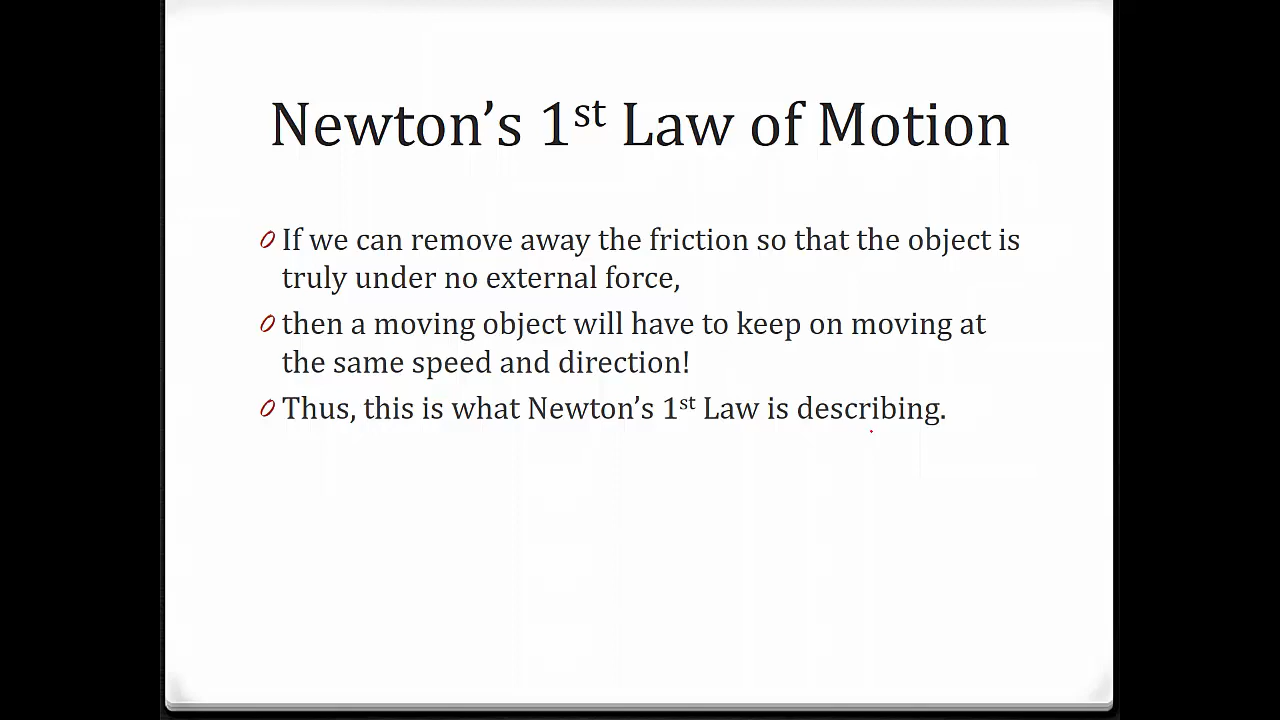 Newton’s 1st Law of Motion
If we can remove away the friction so that the object is
truly under no external force,
then a moving object will have to keep on moving at
the same speed and direction!
Thus, this is what Newton’s 1st Law is describing.